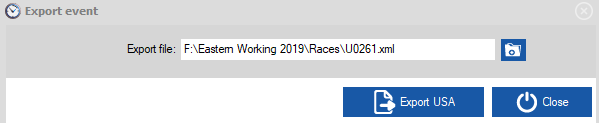 Export event
Export file: F:\Eastern Working 2019\Races\U0261.xml
Export USA Close